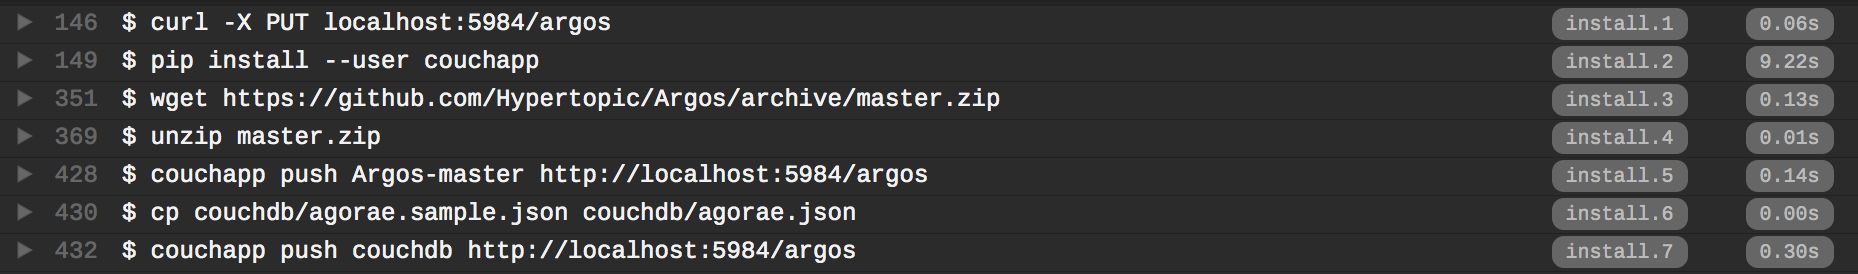 146 $ curl -X PUT localhost:5984/argos install.1 0.06s
149 $ pip install --user couchapp install.2 9.22s
351 $ wget https://github.com/Hypertopic/Argos/archive/master.zip install.3 0.13s
369 $ unzip master.zip install.4 0.01s
428 $ couchapp push Argos-master http://localhost:5984/argos install.5 0.14s
430 $ cp couchdb/agorae.sample.json couchdb/agorae.json install.6 0.00s
432 $ couchapp push couchdb http://localhost:5984/argos install.7 0.30s